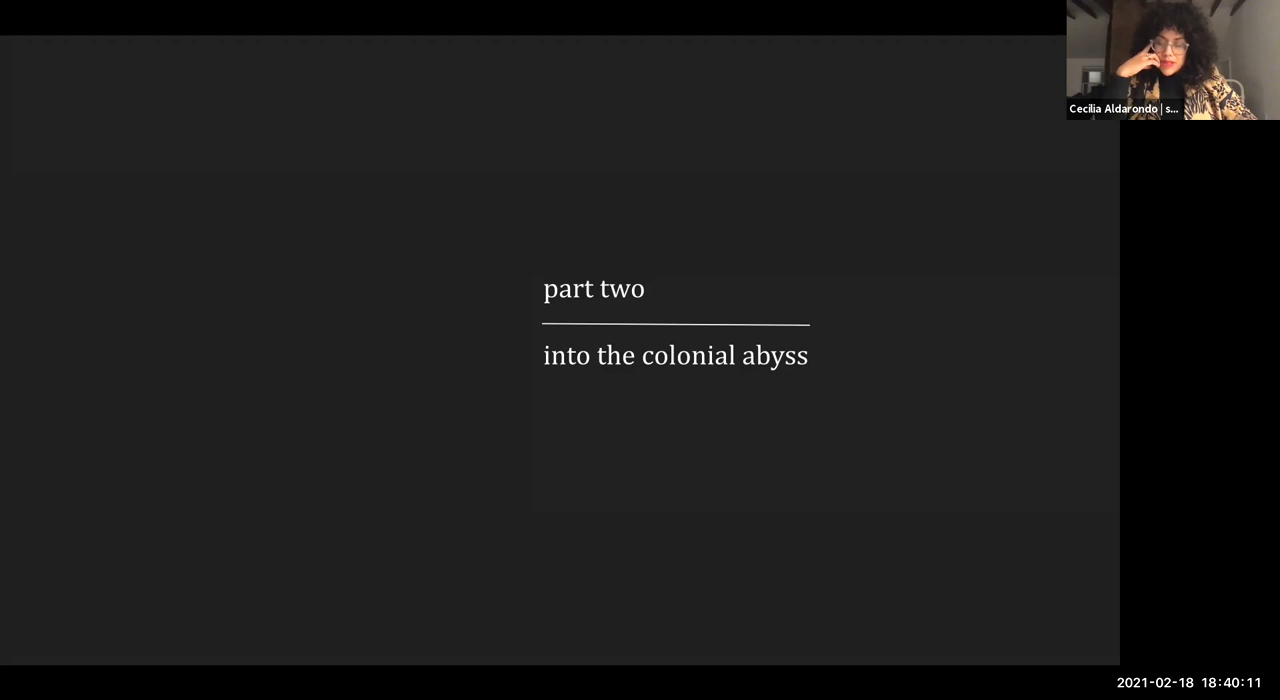 Cecilia Aldarondo | s...
part two
into the colonial abyss
2021-02-18 18:40:11